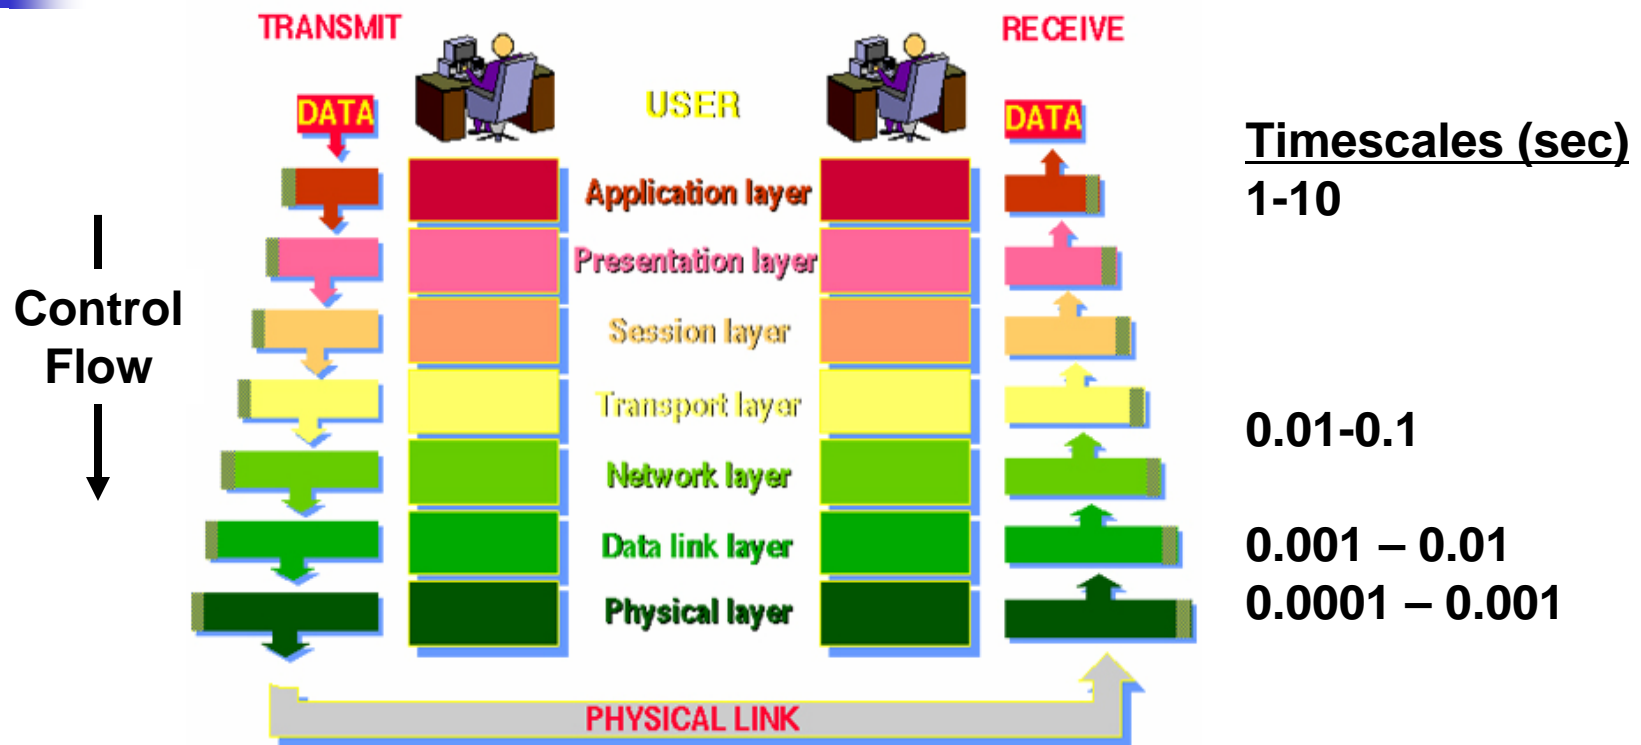 TRANSMIT
RECEIVE
DATA
USER
DATA
Timescales (sec)
Application layer
1-10
Presentation layer
Control
Flow
Session layer
Transport layer
0.01-0.1
Network layer
Data link layer
0.001 – 0.01
Physical layer
0.0001 – 0.001
PHYSICAL LINK